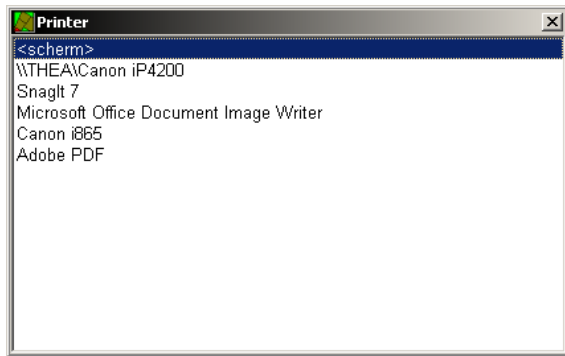 Printer
<scherm>
\\THEA\Canon iP4200
SnagIt 7
Microsoft Office Document Image Writer
Canon i865
Adobe PDF